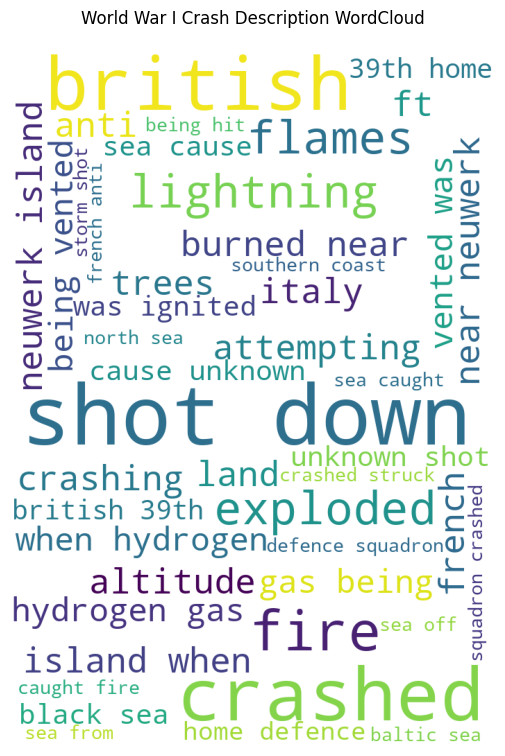 World War I Crash Description WordCloud
british
39th home
ft
anti
being hit
sea cause
flames
neuwerk island
being vented
storm shot
french anti
lightning
vented was
near neuwerk
burned near
southern coast
trees
italy
was ignited
north sea
attempting
cause unknown
sea caught
shot down
unknown shot
crashing
land
crashed struck
british 39th
exploded
french
squadron crashed
when hydrogen
defence squadron
altitude
gas being
hydrogen gas
fire
sea off
island when
caught fire
crashed
black sea
home defence
sea from
baltic sea